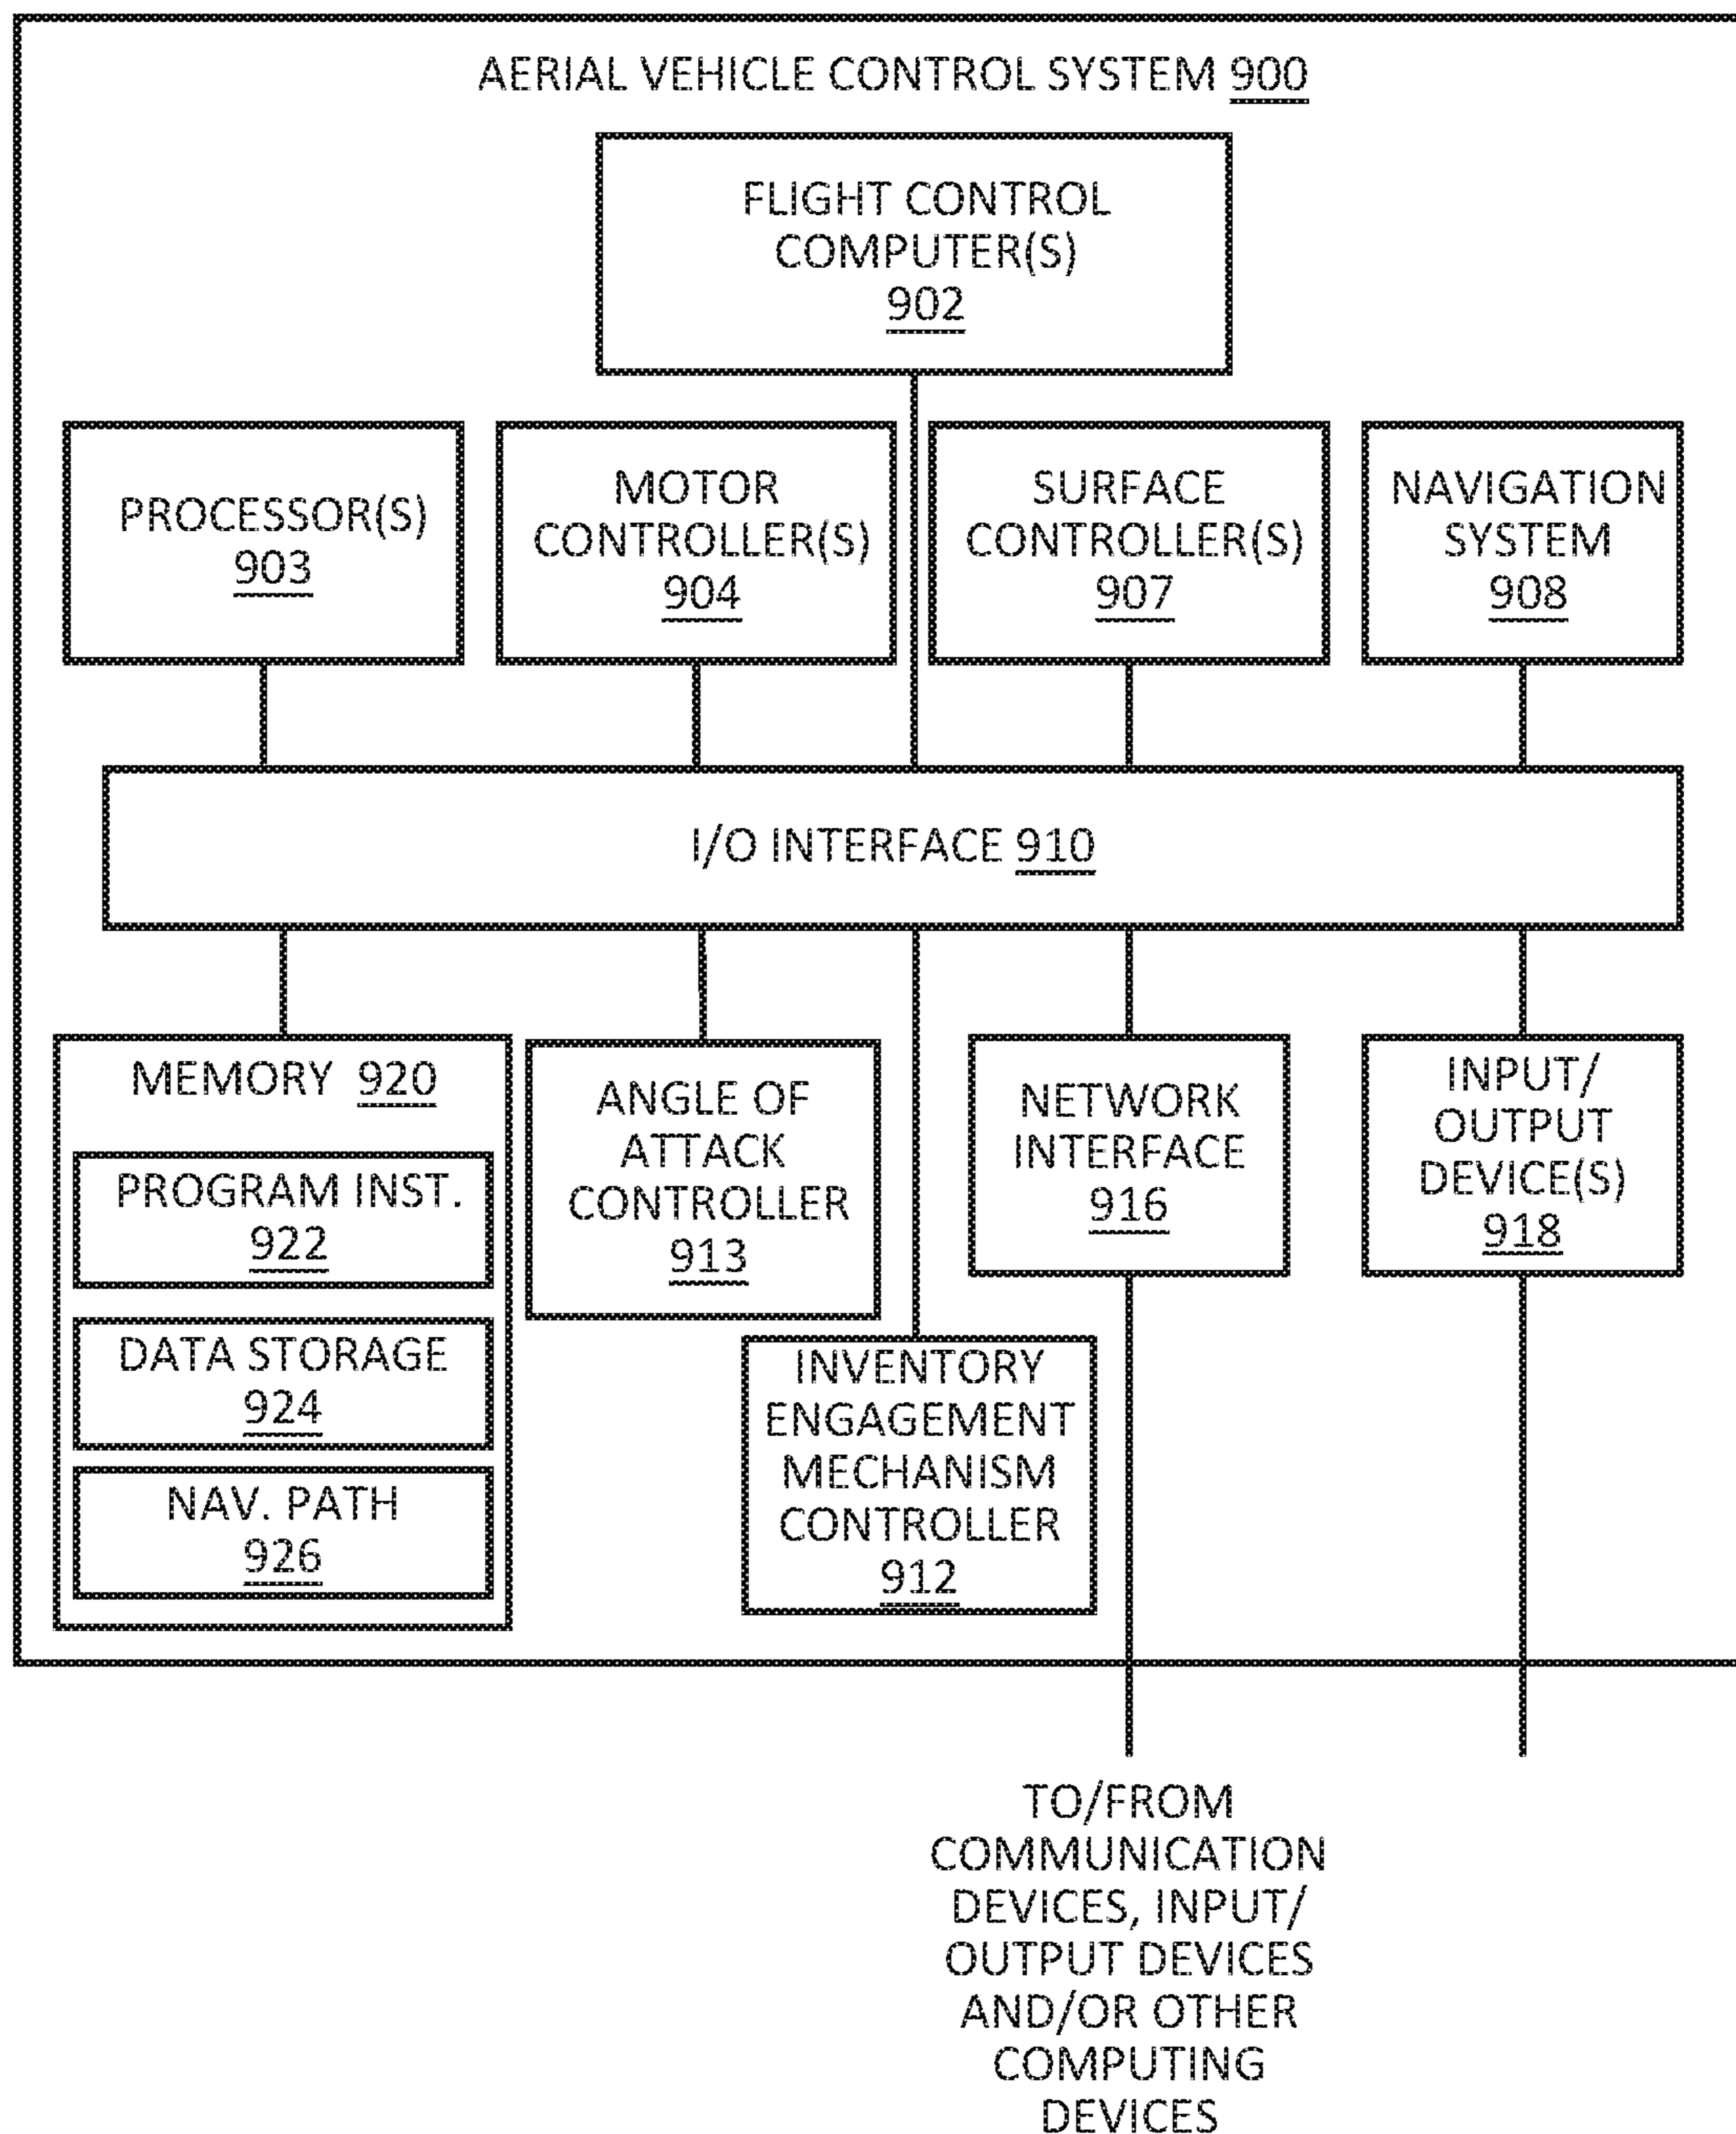 AERIAL VEHICLE CONTROL SYSTEM 900
FLIGHT CONTROL
COMPUTER(S)
902
PROCESSOR(S)
903
MOTOR
CONTROLLER(S)
904
SURFACE
CONTROLLER(S)
907
NAVIGATION
SYSTEM
908
I/O INTERFACE 910
MEMORY 920
PROGRAM INST.
922
DATA STORAGE
924
NAV. PATH
926
ANGLE OF
ATTACK
CONTROLLER
913
INVENTORY
ENGAGEMENT
MECHANISM
CONTROLLER
912
NETWORK
INTERFACE
916
INPUT/
OUTPUT
DEVICE(S)
918
TO/FROM
COMMUNICATION
DEVICES, INPUT/
OUTPUT DEVICES
AND/OR OTHER
COMPUTING
DEVICES